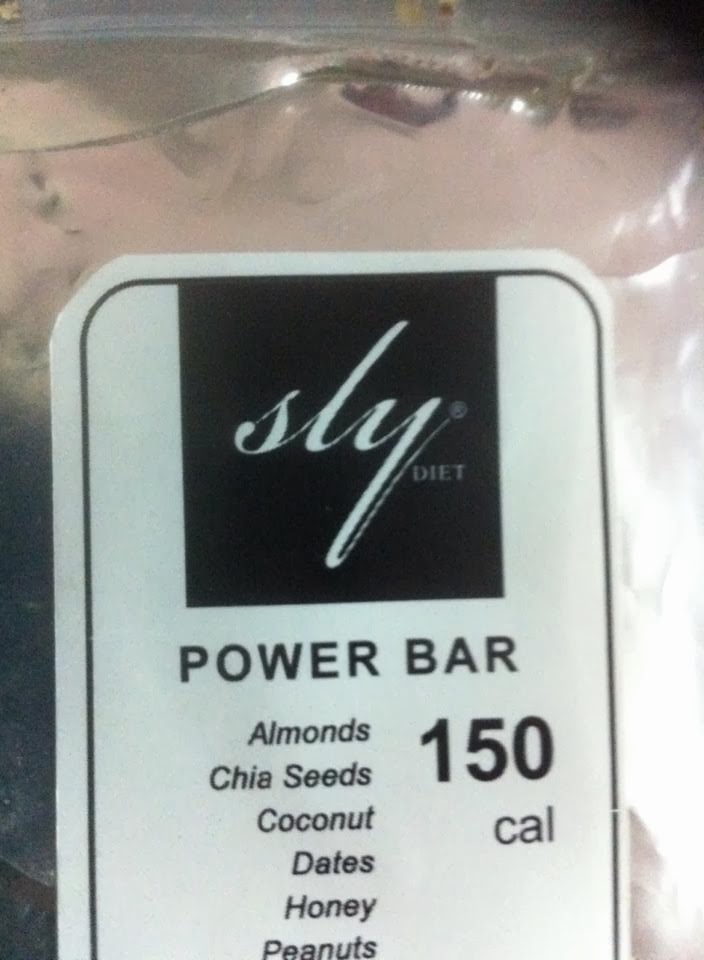 sly®
DIET
POWER BAR
Almonds
Chia Seeds
Coconut
Dates
Honey
Peanuts
150
cal